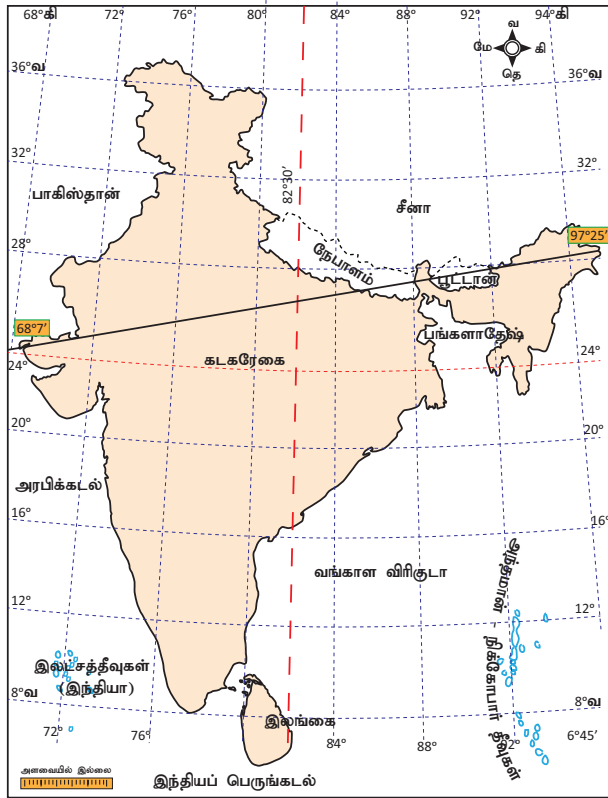 68°கி 72° 76° 80° 84° 88° 92° 94°கி
வ
மே கி
தெ
36°வ 36°வ
32° 32°
82°30'
பாகிஸ்தான் சீனா
97°25'
28° நேபாளம் 28°
பூட்டான்
68°7' பங்களாதேஷ்
கடகரேகை
24° 24°
20° 20°
அரபிக்கடல்
16° 16°
வங்காள விரிகுடா
அந்தமான் - நிக்கோபார் தீவுகள்
12° 12°
இலட்சத்தீவுகள்
(இந்தியா)
8°வ 8°வ
இலங்கை
72° 76° 84° 88° 92° 6°45'
அளவையில் இல்லை
இந்தியப் பெருங்கடல்